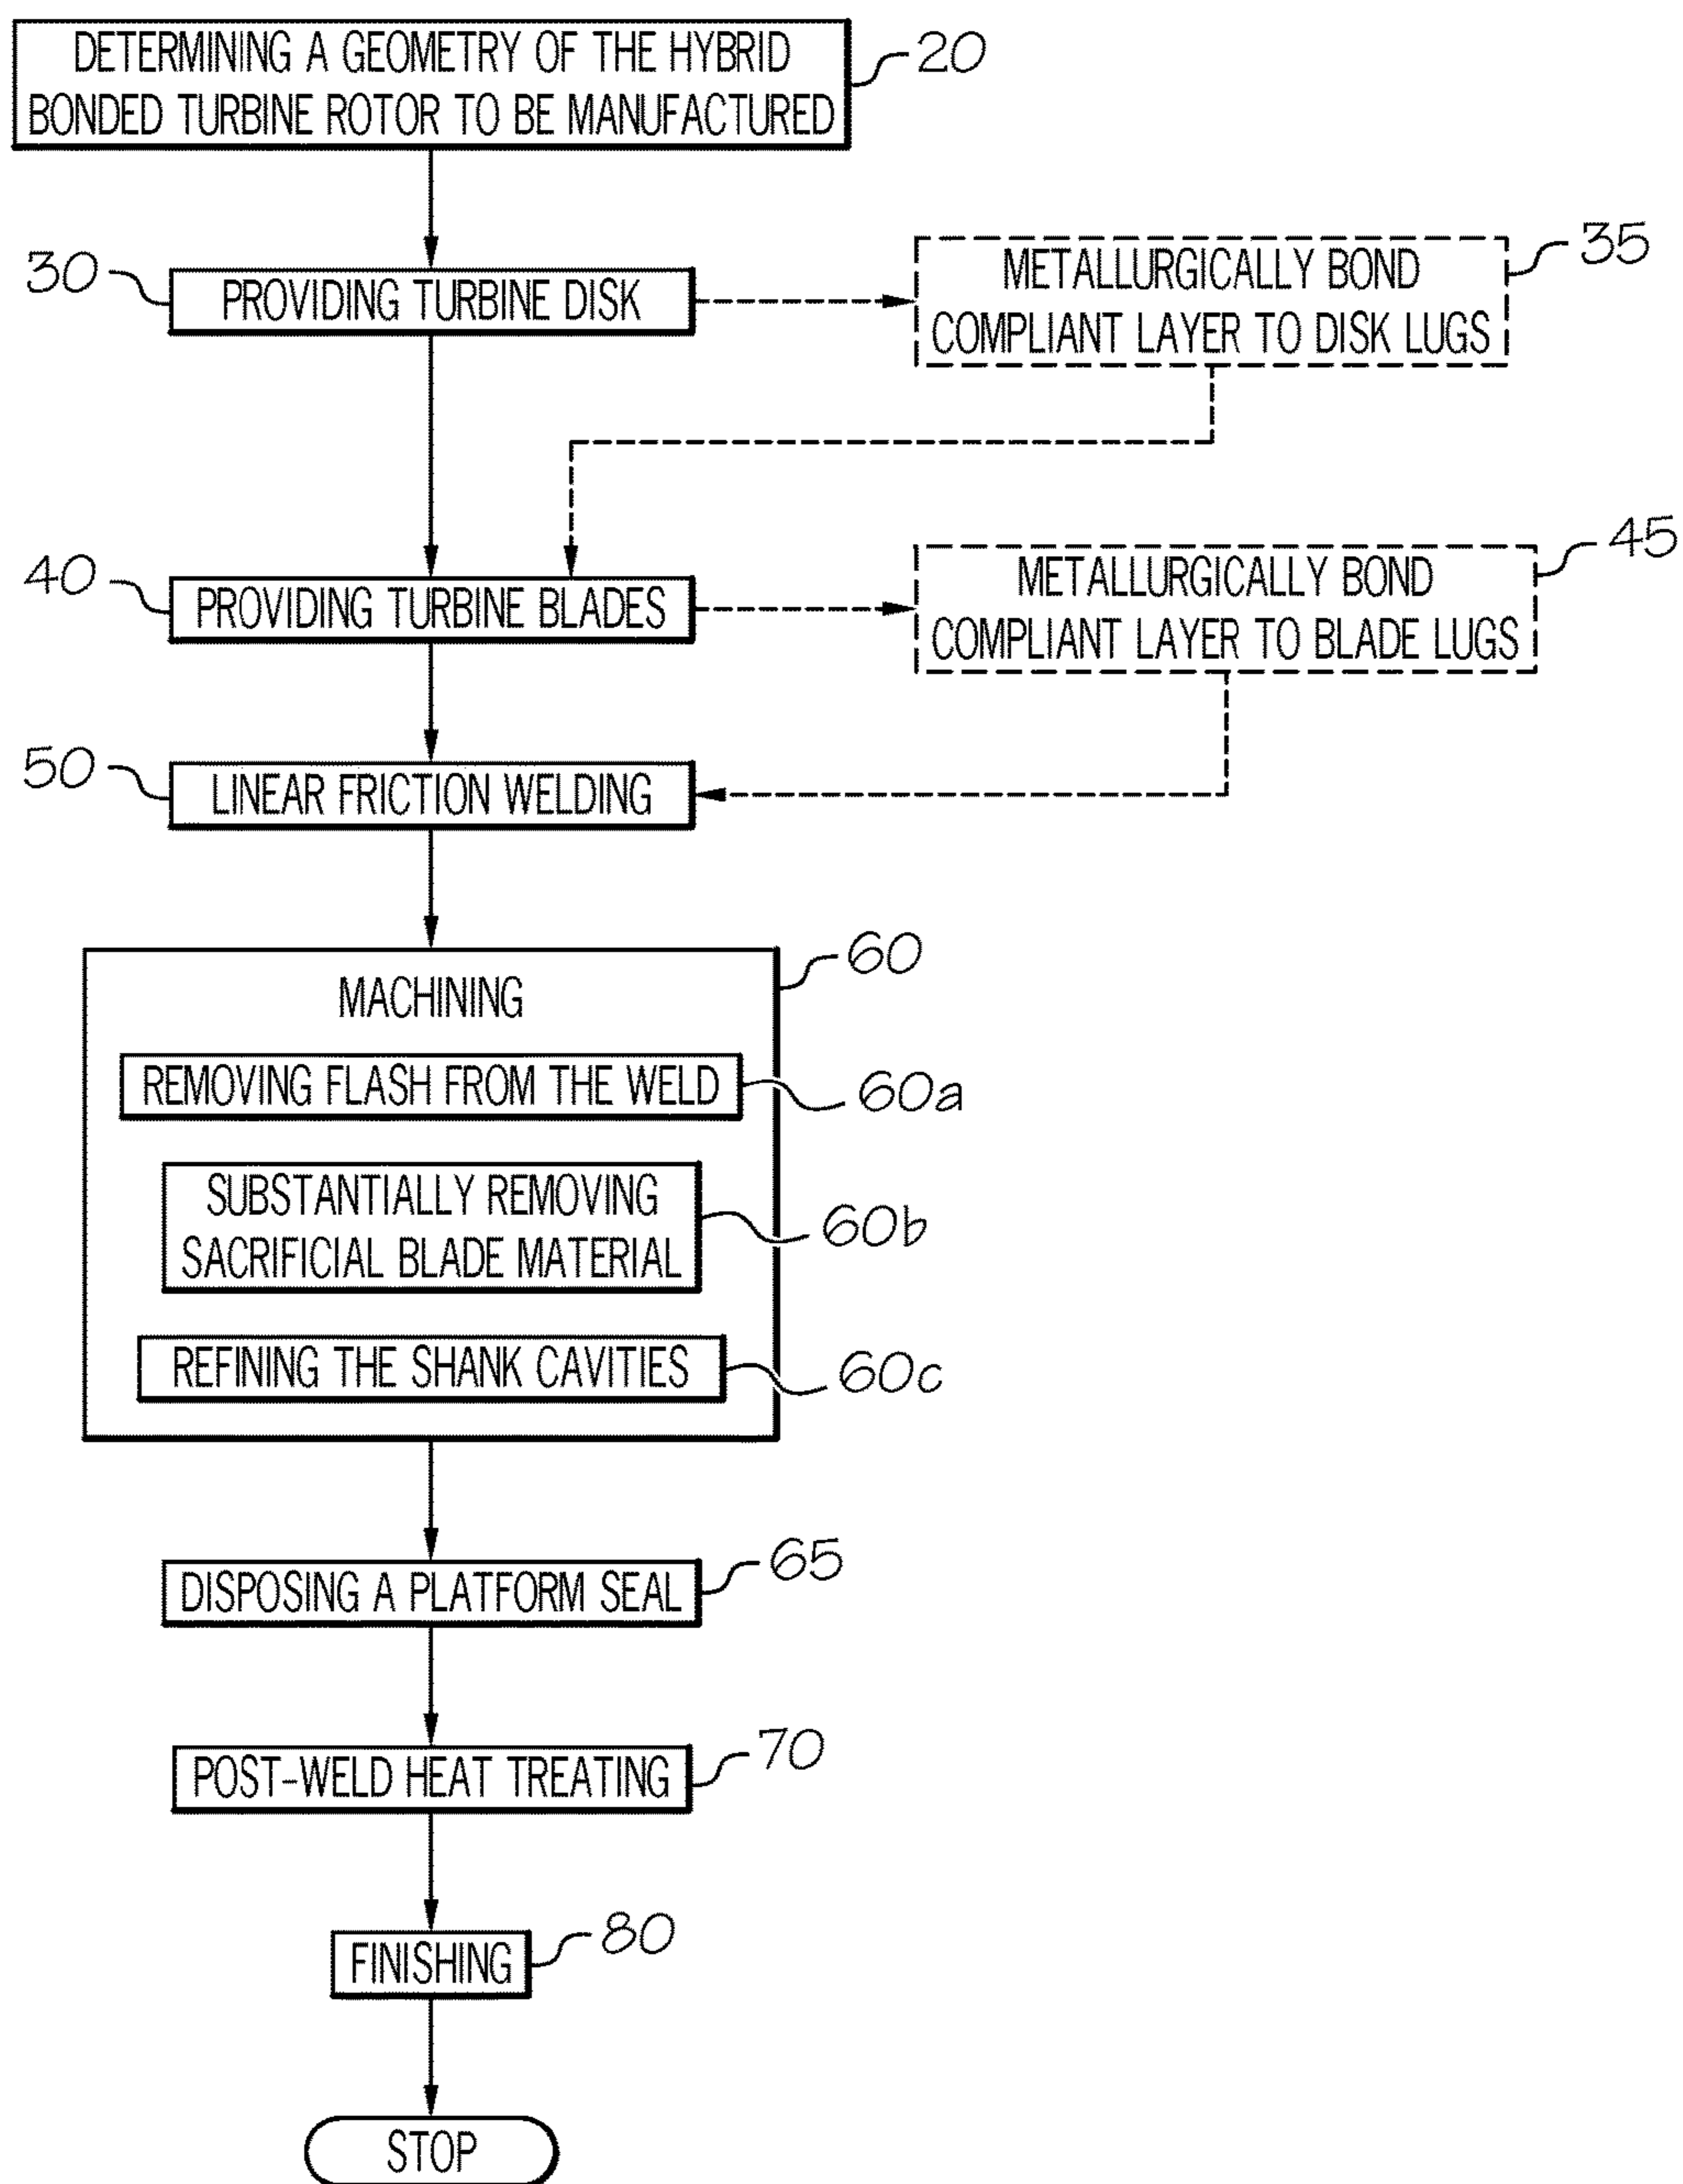 DETERMINING A GEOMETRY OF THE HYBRID
BONDED TURBINE ROTOR TO BE MANUFACTURED
20
30
PROVIDING TURBINE DISK
METALLURGICALLY BOND
COMPLIANT LAYER TO DISK LUGS
35
40
PROVIDING TURBINE BLADES
METALLURGICALLY BOND
COMPLIANT LAYER TO BLADE LUGS
45
50
LINEAR FRICTION WELDING
MACHINING
60
REMOVING FLASH FROM THE WELD
60a
SUBSTANTIALLY REMOVING
SACRIFICIAL BLADE MATERIAL
60b
REFINING THE SHANK CAVITIES
60c
DISPOSING A PLATFORM SEAL
65
POST-WELD HEAT TREATING
70
FINISHING
80
STOP